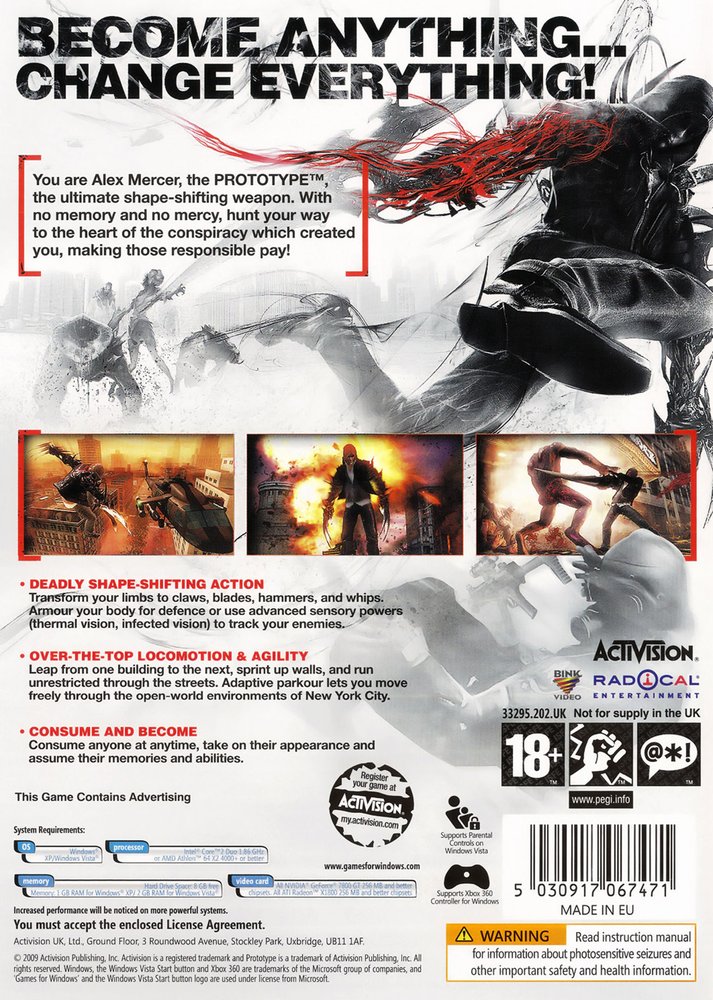 BECOME ANYTHING...
CHANGE EVERYTHING!
You are Alex Mercer, the PROTOTYPE™,
the ultimate shape-shifting weapon. With
no memory and no mercy, hunt your way
to the heart of the conspiracy which created
you, making those responsible pay!
• DEADLY SHAPE-SHIFTING ACTION
Transform your limbs to claws, blades, hammers, and whips.
Armour your body for defence or use advanced sensory powers
(thermal vision, infected vision) to track your enemies.
• OVER-THE-TOP LOCOMOTION & AGILITY
Leap from one building to the next, sprint up walls, and run
unrestricted through the streets. Adaptive parkour lets you move
freely through the open-world environments of New York City.
• CONSUME AND BECOME
Consume anyone at anytime, take on their appearance and
assume their memories and abilities.
ACTIVISION.
BINK
VIDEO
RADICAL
ENTERTAINMENT
33295.202.UK Not for supply in the UK
18+
TM
TM
@*!
TM
www.pegi.info
This Game Contains Advertising
Register
your game at
ACTIVISION.
my.activision.com
System Requirements:
OS
Windows®
XP/Windows Vista®
processor
Intel® Core™2 Duo 1.86 GHz
or AMD Athlon™ 64 X2 4000+ or better
memory
Hard Drive Space: 8 GB free
Memory: 1 GB RAM for Windows® XP/ 2 GB RAM for Windows Vista®
video card
All NVIDIA® GeForce® 7800 GT 256 MB and better
chipsets. All ATI Radeon™ X1800 256 MB and better chipsets
www.gamesforwindows.com
Supports Parental
Controls on
Windows Vista
Supports Xbox 360
Controller for Windows
5 030917 067471
MADE IN EU
Increased performance will be noticed on more powerful systems.
You must accept the enclosed License Agreement.
Activision UK, Ltd., Ground Floor, 3 Roundwood Avenue, Stockley Park, Uxbridge, UB11 1AF.
© 2009 Activision Publishing, Inc. Activision is a registered trademark and Prototype is a trademark of Activision Publishing, Inc. All
rights reserved. Windows, the Windows Vista Start button and Xbox 360 are trademarks of the Microsoft group of companies, and
'Games for Windows' and the Windows Vista Start button logo are used under license from Microsoft.
WARNING Read instruction manual
for information about photosensitive seizures and
other important safety and health information.